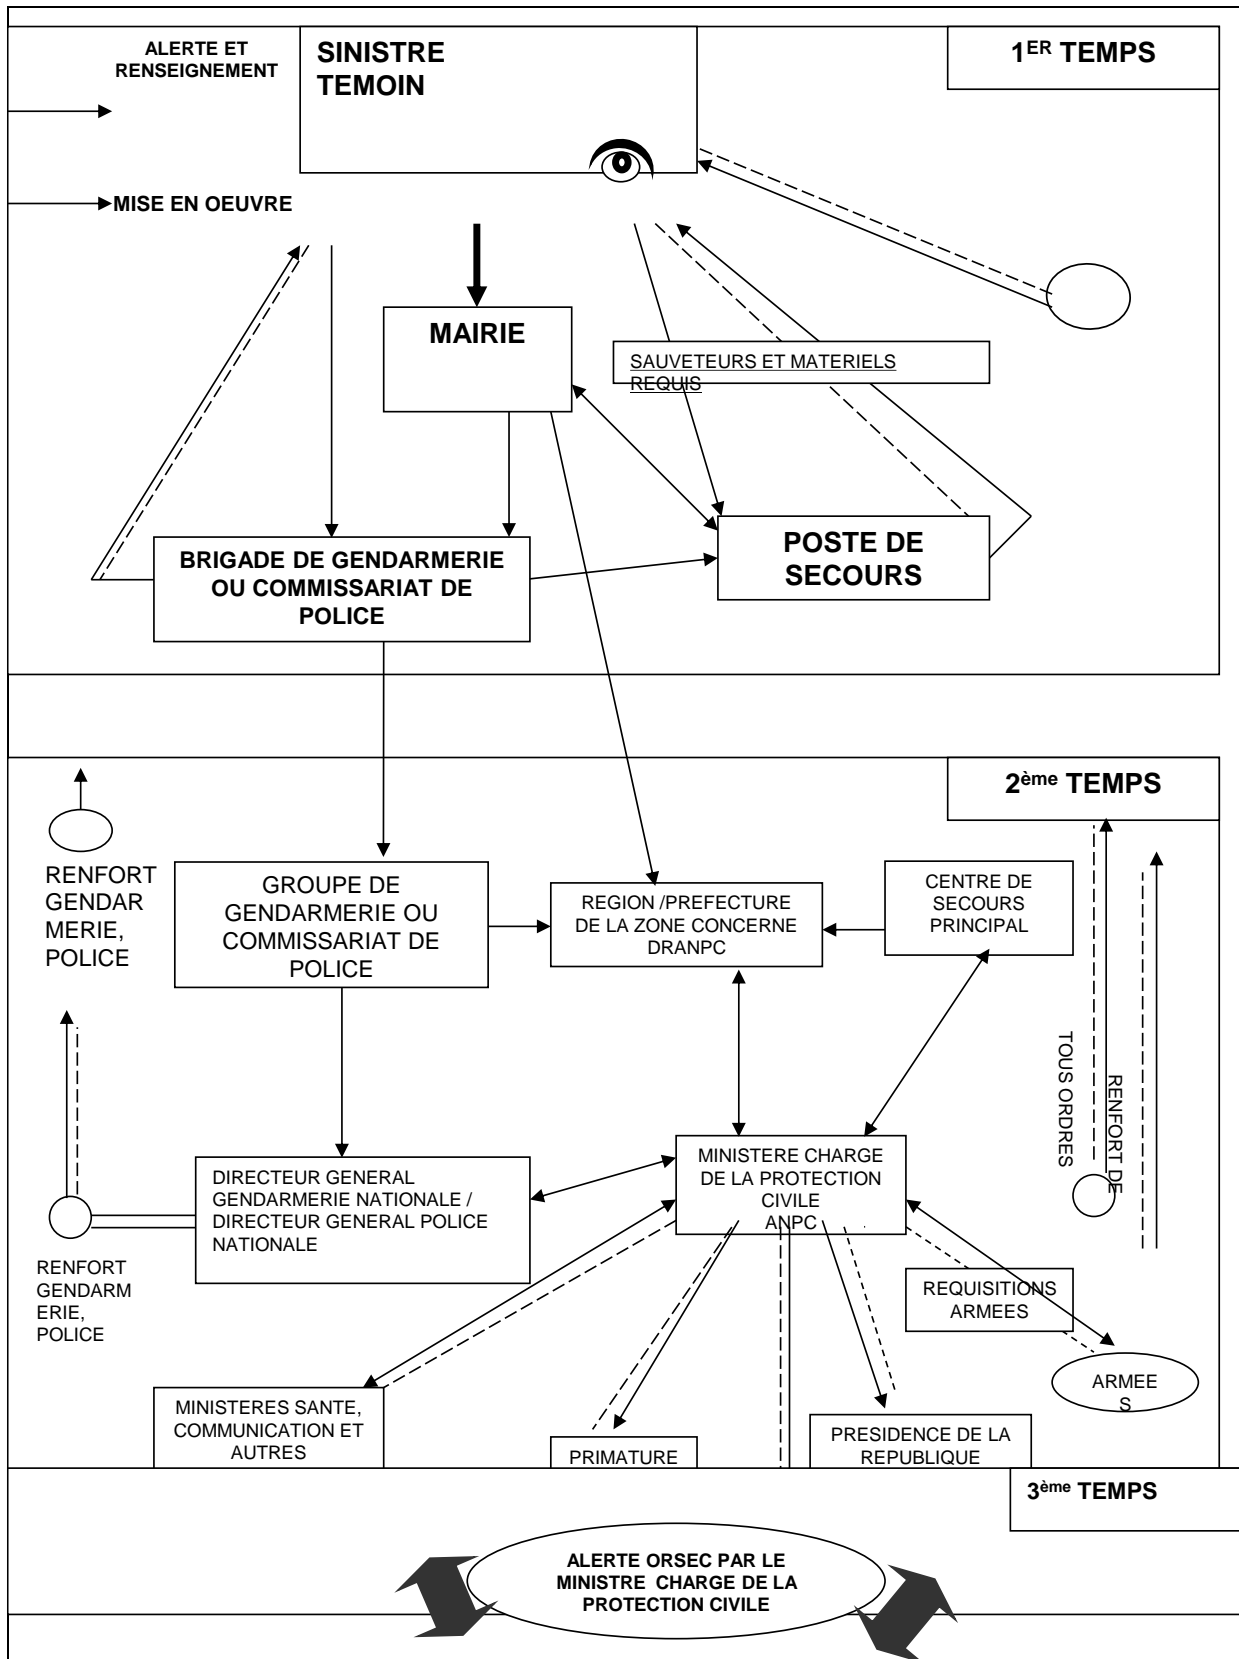 ALERTE ET
RENSEIGNEMENT
SINISTRE
TEMOIN
1ER TEMPS
MISE EN OEUVRE
MAIRIE
SAUVETEURS ET MATERIELS
REQUIS
BRIGADE DE GENDARMERIE
OU COMMISSARIAT DE
POLICE
POSTE DE
SECOURS
2ème TEMPS
RENFORT
GENDAR
MERIE,
POLICE
GROUPE DE
GENDARMERIE OU
COMMISSARIAT DE
POLICE
REGION /PREFECTURE
DE LA ZONE CONCERNE
DRANPC
CENTRE DE
SECOURS
PRINCIPAL
TOUS ORDRES
RENFORT DE
DIRECTEUR GENERAL
GENDARMERIE NATIONALE /
DIRECTEUR GENERAL POLICE
NATIONALE
MINISTERE CHARGE
DE LA PROTECTION
CIVILE
ANPC
RENFORT
GENDARM
ERIE,
POLICE
REQUISITIONS
ARMEES
ARMEE
S
MINISTERES SANTE,
COMMUNICATION ET
AUTRES
PRIMATURE
PRESIDENCE DE LA
REPUBLIQUE
3ème TEMPS
ALERTE ORSEC PAR LE
MINISTRE CHARGE DE LA
PROTECTION CIVILE